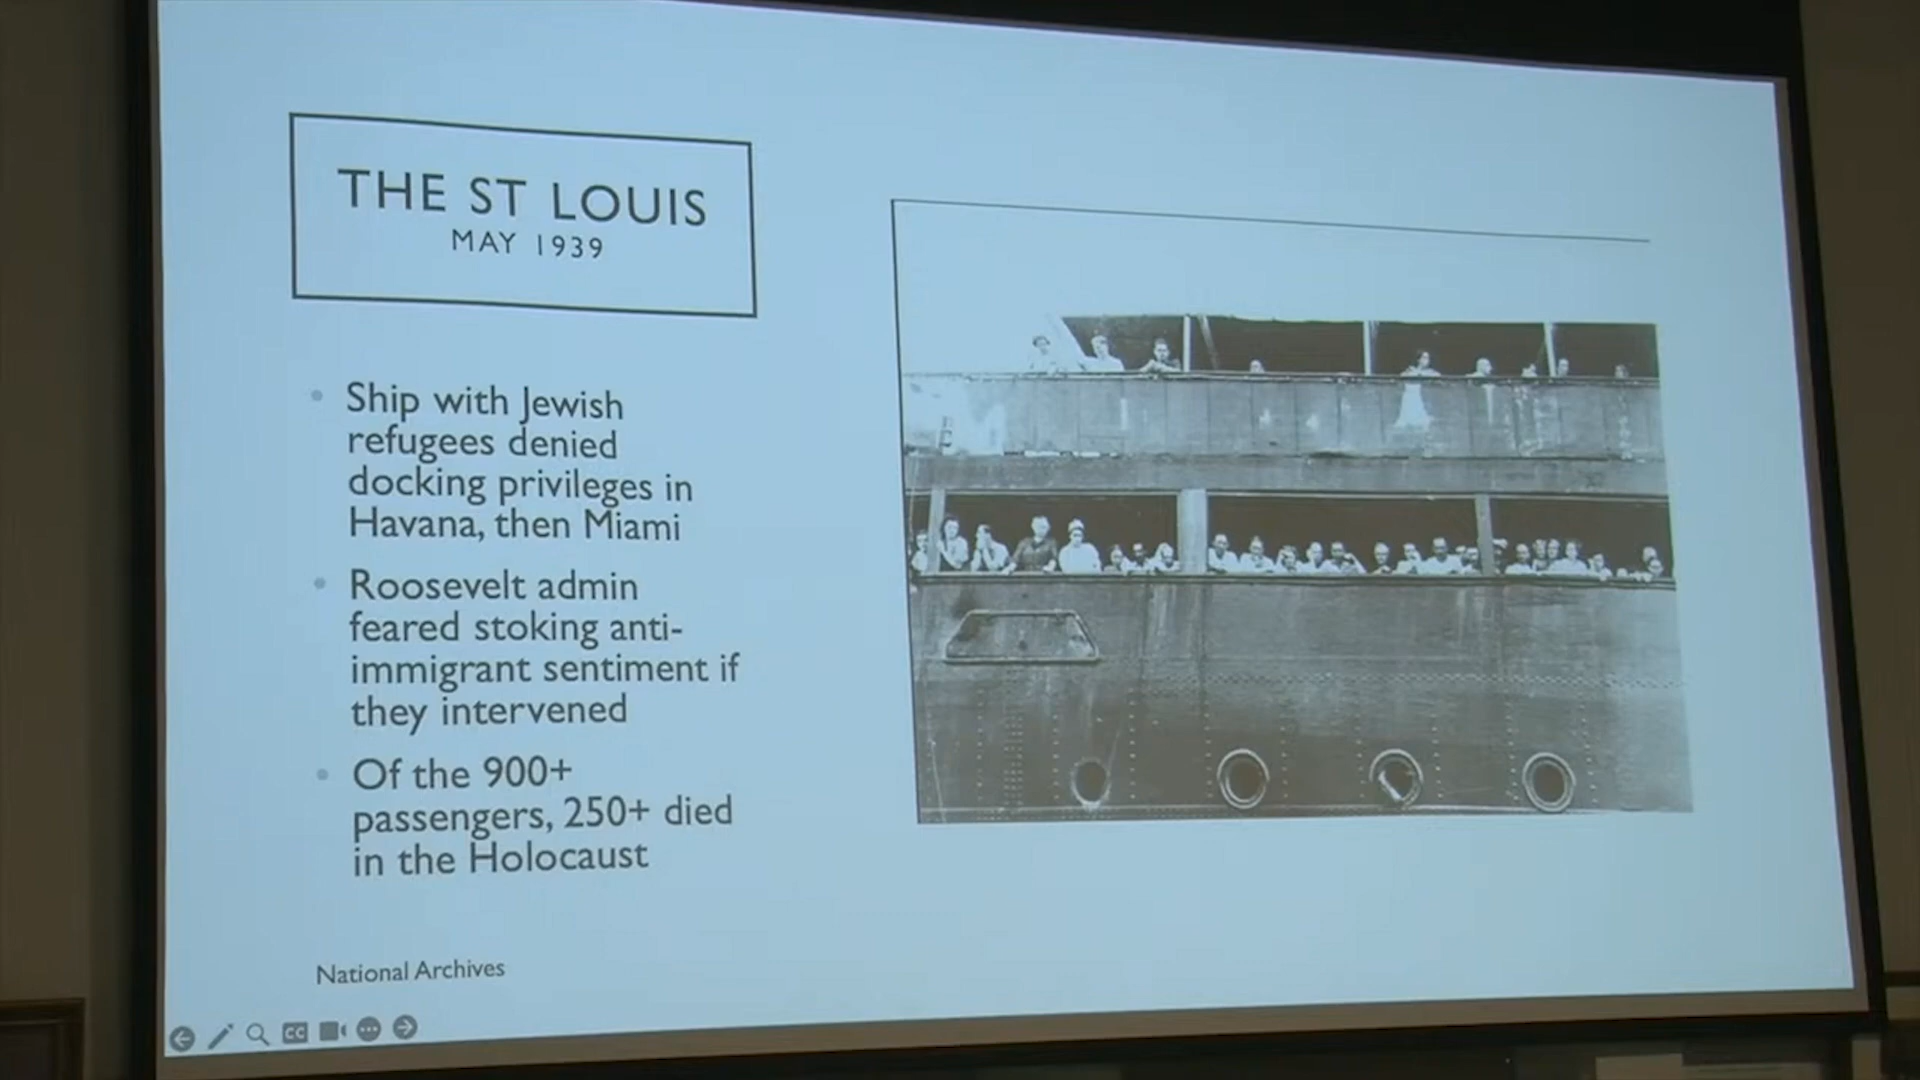 THE ST LOUIS
MAY 1939
Ship with Jewish
refugees denied
docking privileges in
Havana, then Miami
Roosevelt admin
feared stoking anti-
immigrant sentiment if
they intervened
Of the 900+
passengers, 250+ died
in the Holocaust
National Archives
CC